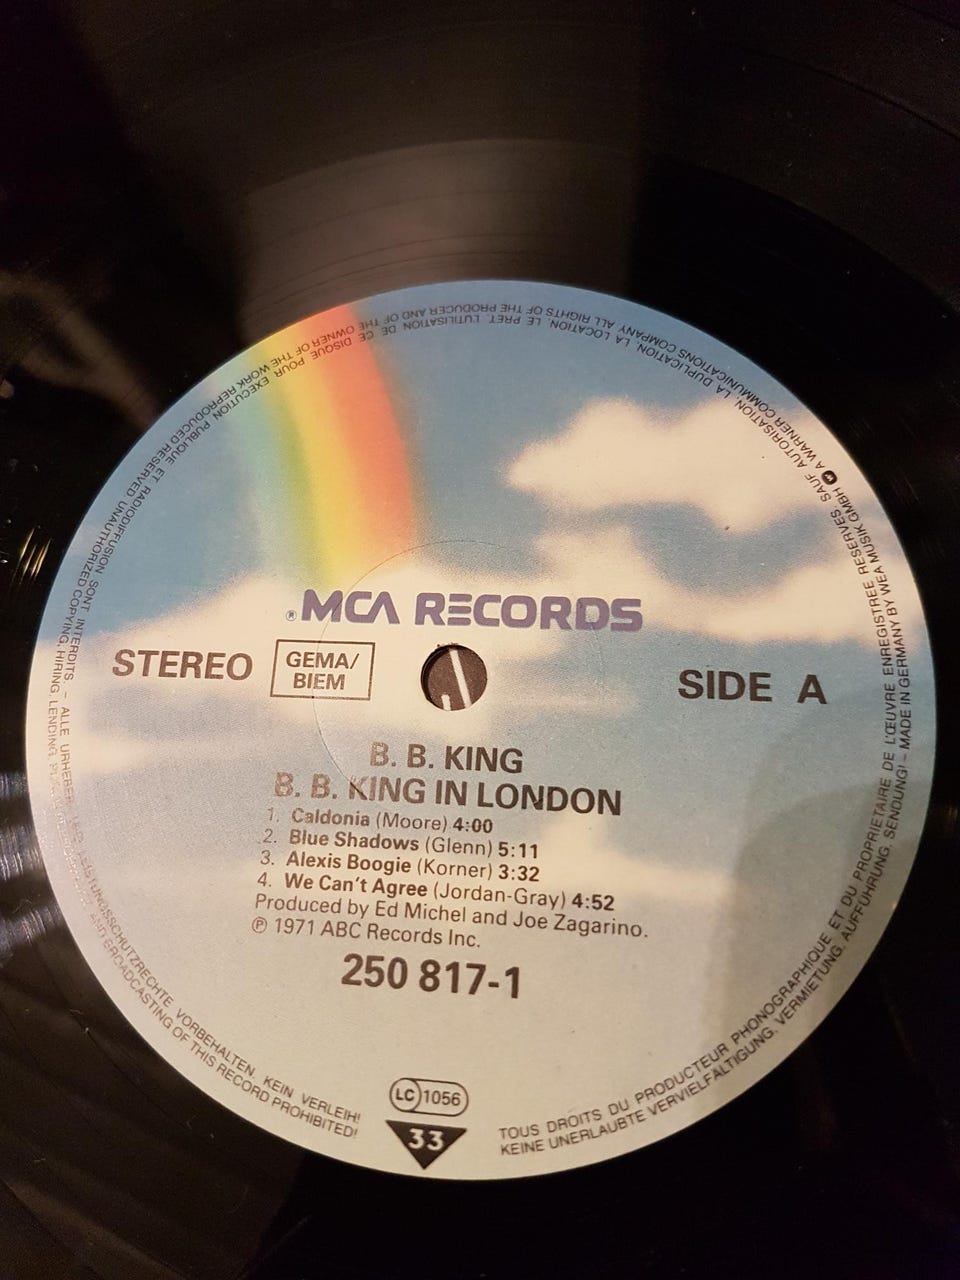 ® MCA RECORDS
STEREO
GEMA/
BIEM
SIDE A
B. B. KING
B. B. KING IN LONDON
1. Caldonia (Moore) 4:00
2. Blue Shadows (Glenn) 5:11
3. Alexis Boogie (Korner) 3:32
4. We Can't Agree (Jordan-Gray) 4:52
Produced by Ed Michel and Joe Zagarino.
℗ 1971 ABC Records Inc.
250 817-1
LC 1056
33
TOUS DROITS DU PRODUCTEUR PHONOGRAPHIQUE ET DU PROPRIETAIRE DE L'ŒUVRE ENREGISTREE RESERVES. SAUF AUTORISATION, LA DUPLICATION, LA LOCATION, LE PRET, L'UTILISATION DE CE DISQUE POUR EXECUTION PUBLIQUE ET RADIODIFFUSION SONT INTERDITS. – ALLE URHEBER- LEISTUNGSSCHUTZRECHTE VORBEHALTEN. KEIN VERLEIH!
KEINE UNERLAUBTE VERVIELFÄLTIGUNG, VERMIETUNG, AUFFÜHRUNG, SENDUNG! – MADE IN GERMANY BY WEA MUSIK GMBH A WARNER COMMUNICATIONS COMPANY ALL RIGHTS OF THE PRODUCER AND OF THE OWNER OF THE WORK REPRODUCED RESERVED UNAUTHORIZED COPYING, HIRING, LENDING, AND BROADCASTING OF THIS RECORD PROHIBITED!